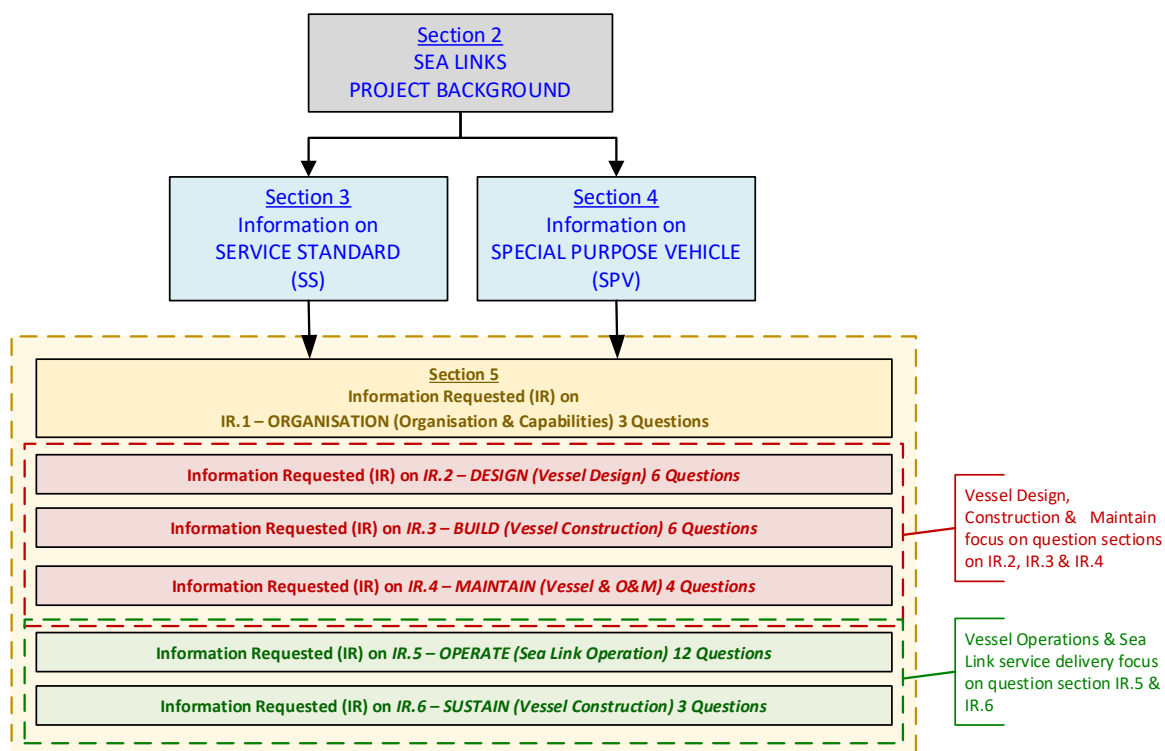 Section 2
SEA LINKS
PROJECT BACKGROUND
Section 3
Information on
SERVICE STANDARD
(SS)
Section 4
Information on
SPECIAL PURPOSE VEHICLE
(SPV)
Section 5
Information Requested (IR) on
IR.1 – ORGANISATION (Organisation & Capabilities) 3 Questions
Information Requested (IR) on IR.2 – DESIGN (Vessel Design) 6 Questions
Information Requested (IR) on IR.3 – BUILD (Vessel Construction) 6 Questions
Information Requested (IR) on IR.4 – MAINTAIN (Vessel & O&M) 4 Questions
Vessel Design,
Construction & Maintain
focus on question sections
on IR.2, IR.3 & IR.4
Information Requested (IR) on IR.5 – OPERATE (Sea Link Operation) 12 Questions
Information Requested (IR) on IR.6 – SUSTAIN (Vessel Construction) 3 Questions
Vessel Operations & Sea
Link service delivery focus
on question section IR.5 &
IR.6